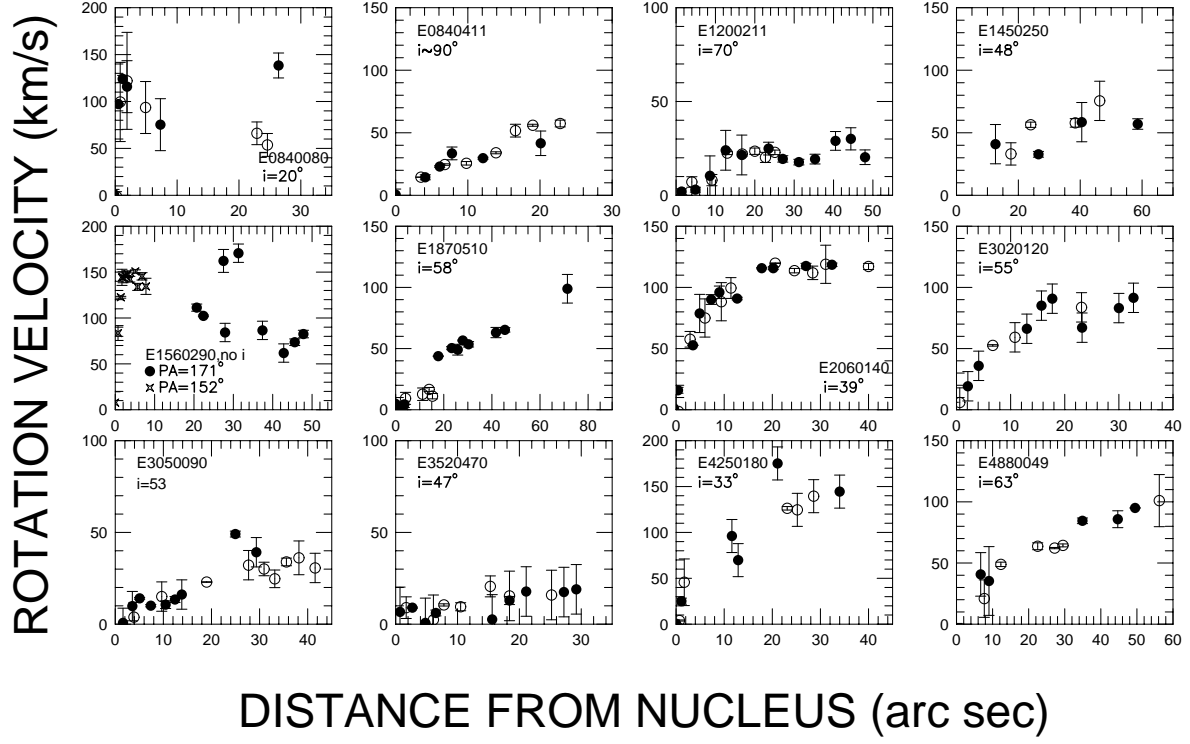 ROTATION VELOCITY (km/s)
200
150
100
50
0
0 10 20 30
E0840080
i=20°
150
100
50
0
0 10 20 30
E0840411
i~90°
100
50
0
0 10 20 30 40 50
E1200211
i=70°
150
100
50
0
20 40 60
E1450250
i=48°
200
150
100
50
0
0 10 20 30 40 50
E1560290,no i
PA=171°
PA=152°
150
100
50
0
0 20 40 60 80
E1870510
i=58°
150
100
50
0
0 10 20 30 40
E2060140
i=39°
150
100
50
0
0 10 20 30 40
E3020120
i=55°
100
50
0
0 10 20 30 40
E3050090
i=53
100
50
0
0 10 20 30
E3520470
i=47°
200
150
100
50
0
0 10 20 30 40
E4250180
i=33°
150
100
50
0
0 10 20 30 40 50 60
E4880049
i=63°
DISTANCE FROM NUCLEUS (arc sec)